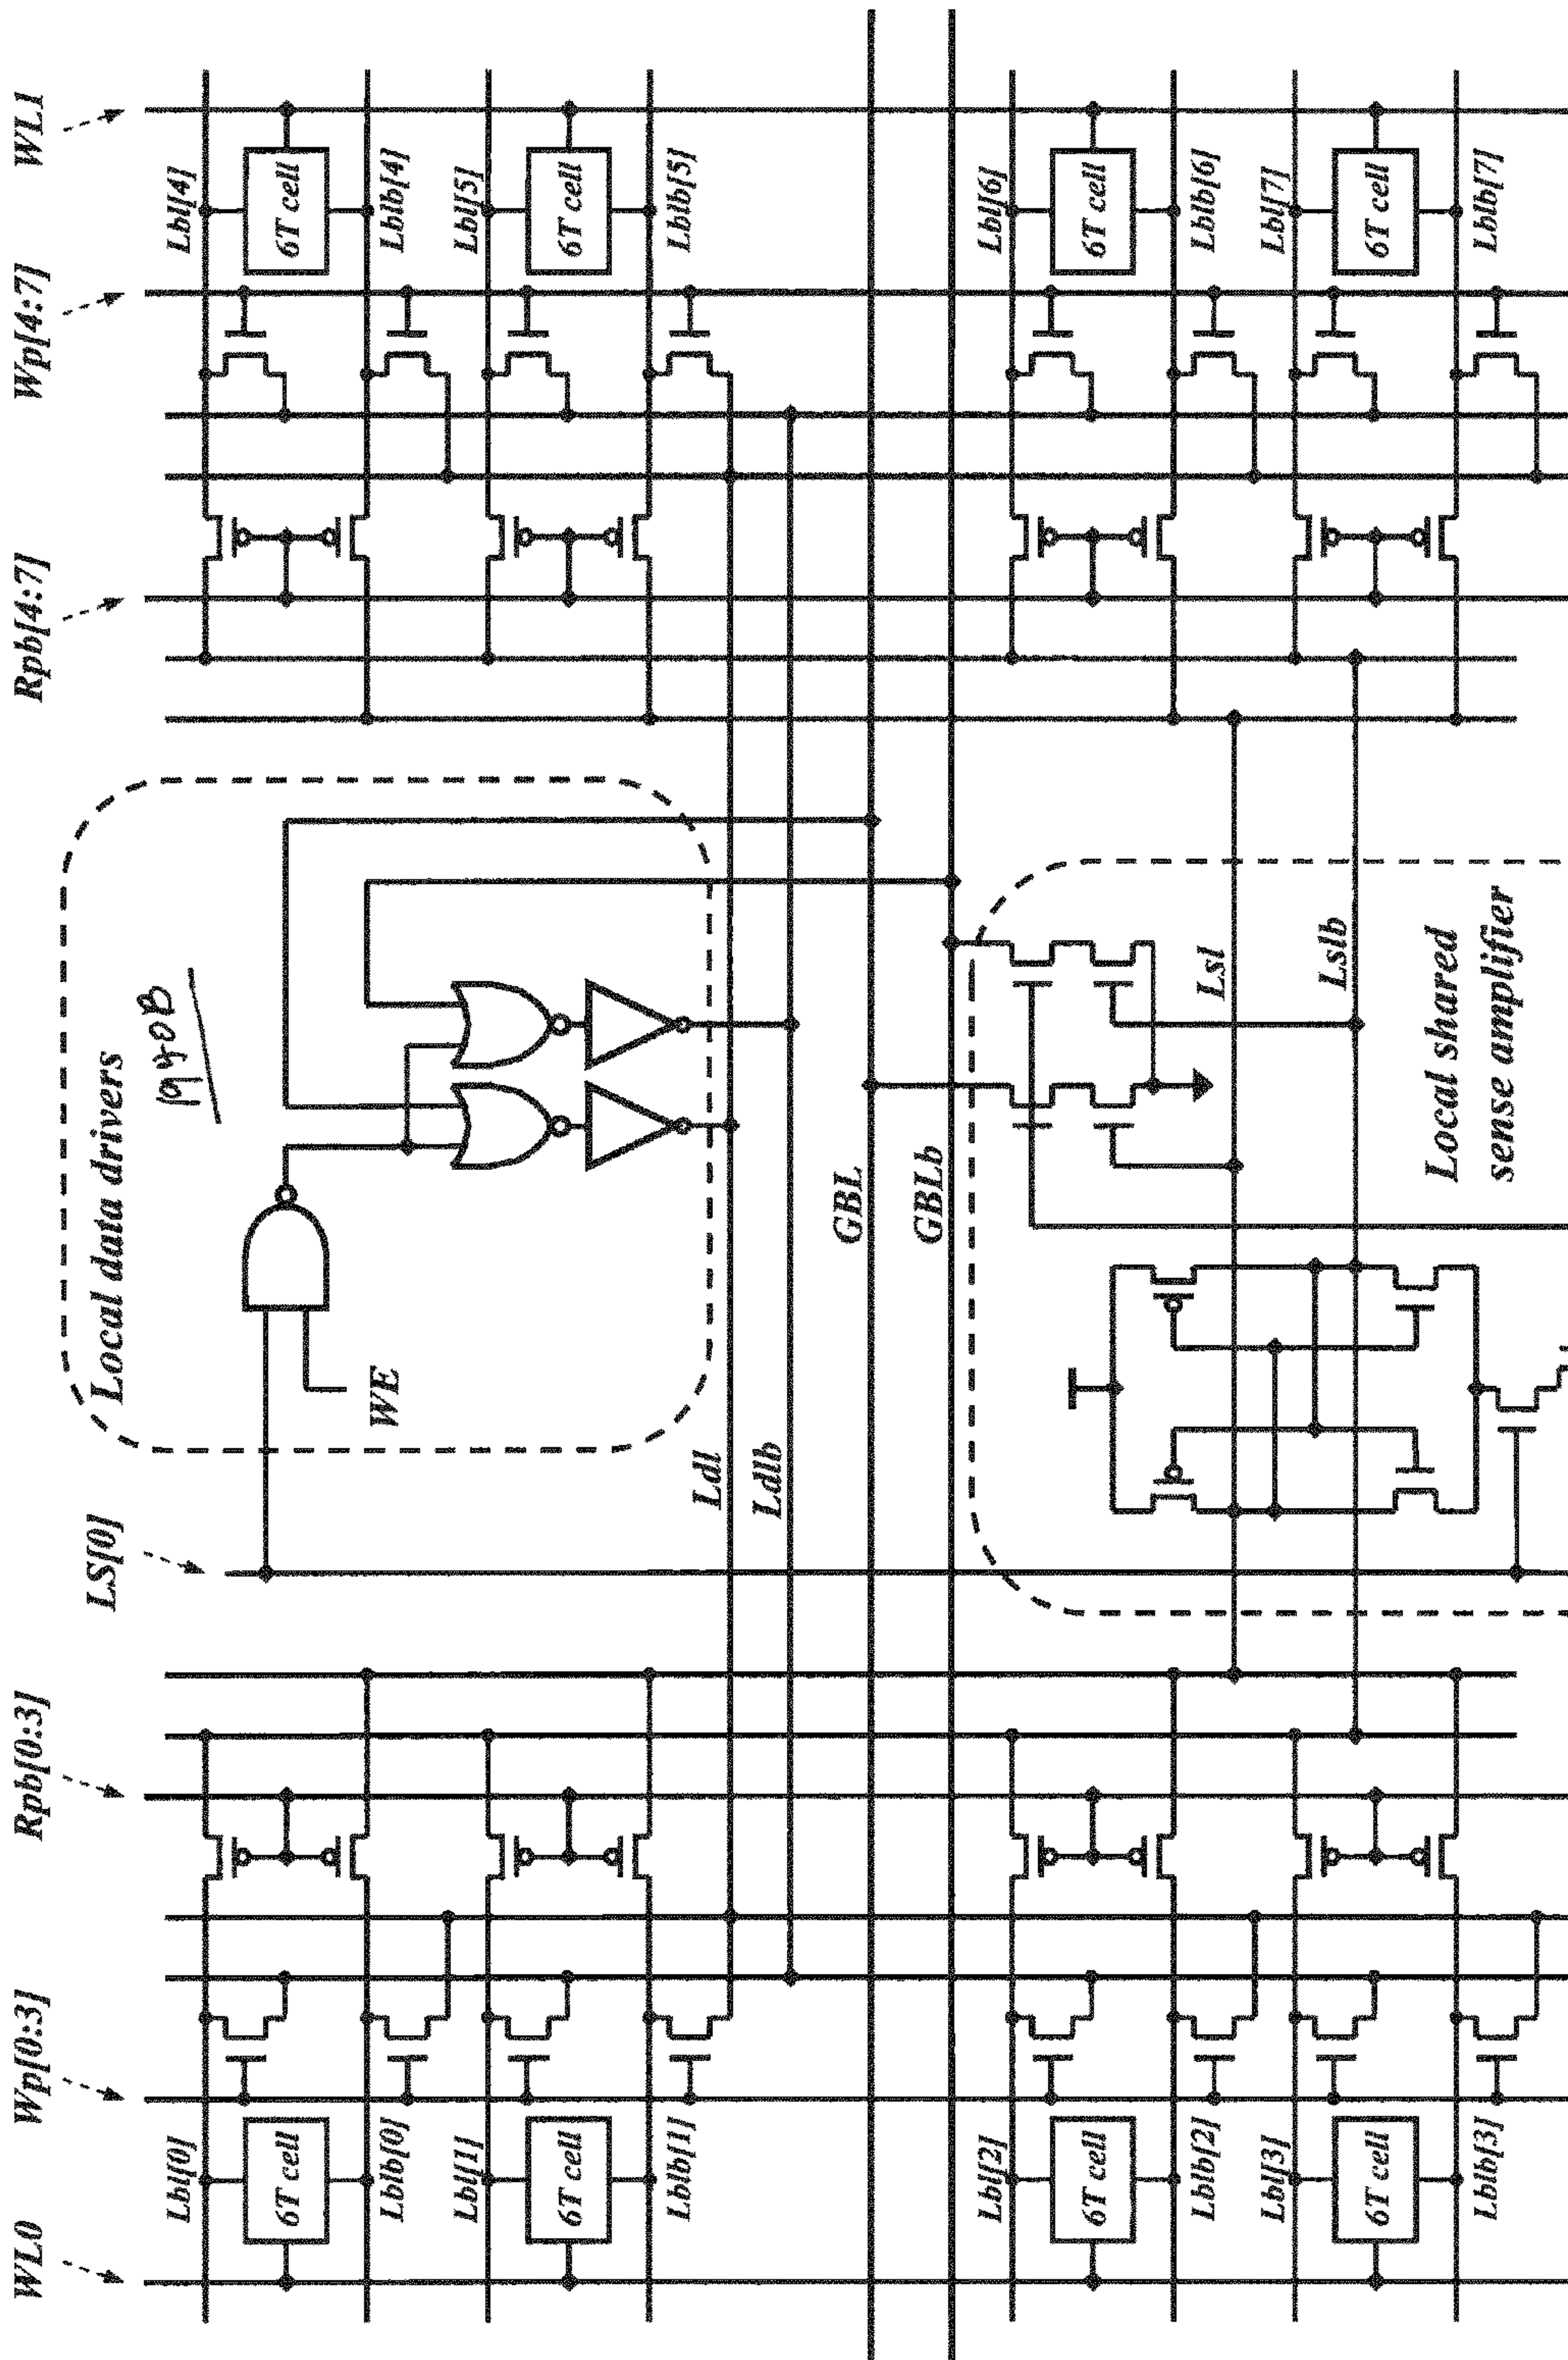 WL0
Wp[0:3]
Rpb[0:3]
LS[0]
Rpb[4:7]
Wp[4:7]
WL1
Lbl[0]
6T cell
Lblb[0]
Lbl[1]
6T cell
Lblb[1]
Local data drivers
1940B
WE
Lbl[4]
6T cell
Lblb[4]
Lbl[5]
6T cell
Lblb[5]
Ldl
Ldlb
GBL
GBLb
Lbl[2]
6T cell
Lblb[2]
Lbl[3]
6T cell
Lblb[3]
Lsl
Lslb
Local shared
sense amplifier
Lbl[6]
6T cell
Lblb[6]
Lbl[7]
6T cell
Lblb[7]